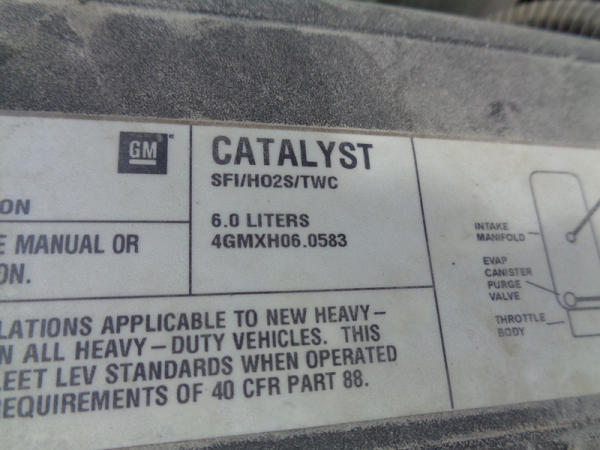 GM
CATALYST
SFI/HO2S/TWC
ON
6.0 LITERS
4GMXH06.0583
E MANUAL OR
ON.
LATIONS APPLICABLE TO NEW HEAVY-
N ALL HEAVY-DUTY VEHICLES. THIS
LEET LEV STANDARDS WHEN OPERATED
REQUIREMENTS OF 40 CFR PART 88.
INTAKE
MANIFOLD
EVAP
CANISTER
PURGE
VALVE
THROTTLE
BODY